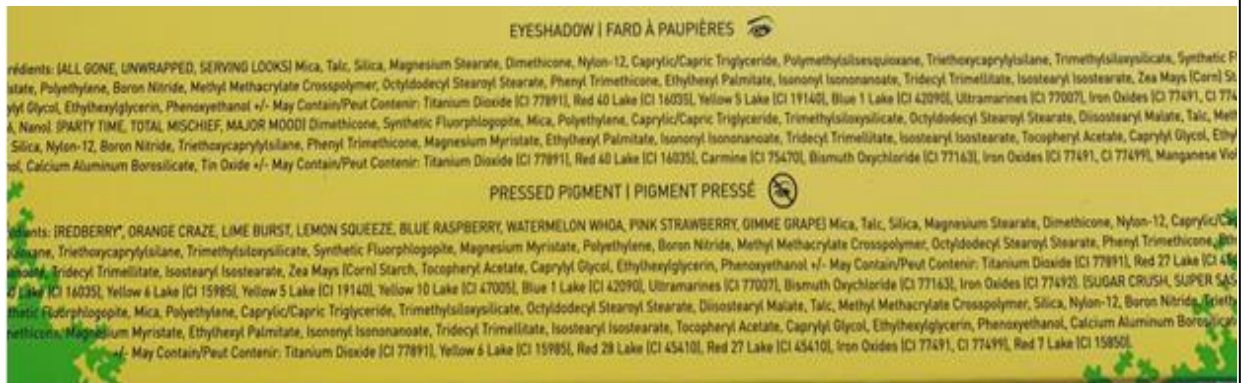 EYESHADOW | FARD À PAUPIÈRES
rédients: [ALL GONE, UNWRAPPED, SERVING LOOKS] Mica, Talc, Silica, Magnesium Stearate, Dimethicone, Nylon-12, Caprylic/Capric Triglyceride, Polymethylsilsesquioxane, Triethoxycaprylylsilane, Trimethylsiloxysilicate, Synthetic F
state, Polyethylene, Boron Nitride, Methyl Methacrylate Crosspolymer, Octyldodecyl Stearoyl Stearate, Phenyl Trimethicone, Ethylhexyl Palmitate, Isononyl Isononanoate, Tridecyl Trimellitate, Isostearyl Isostearate, Zea Mays [Corn] St
ylyl Glycol, Ethylhexylglycerin, Phenoxyethanol +/- May Contain/Peut Contenir: Titanium Dioxide [CI 77891], Red 40 Lake [CI 16035], Yellow 5 Lake [CI 19140], Blue 1 Lake [CI 42090], Ultramarines [CI 77007], Iron Oxides [CI 77491, CI 774
[PARTY TIME, TOTAL MISCHIEF, MAJOR MOOD] Dimethicone, Synthetic Fluorphlogopite, Mica, Polyethylene, Caprylic/Capric Triglyceride, Trimethylsiloxysilicate, Octyldodecyl Stearoyl Stearate, Diisostearyl Malate, Talc, Met
Silica, Nylon-12, Boron Nitride, Triethoxycaprylylsilane, Phenyl Trimethicone, Magnesium Myristate, Ethylhexyl Palmitate, Isononyl Isononanoate, Tridecyl Trimellitate, Isostearyl Isostearate, Tocopheryl Acetate, Caprylyl Glycol, Ethy
nol, Calcium Aluminum Borosilicate, Tin Oxide +/- May Contain/Peut Contenir: Titanium Dioxide [CI 77891], Red 40 Lake [CI 16035], Carmine [CI 75470], Bismuth Oxychloride [CI 77163], Iron Oxides [CI 77491, CI 77499], Manganese Viol
PRESSED PIGMENT | PIGMENT PRESSÉ
dients: [REDBERRY*, ORANGE CRAZE, LIME BURST, LEMON SQUEEZE, BLUE RASPBERRY, WATERMELON WHOA, PINK STRAWBERRY, GIMME GRAPE] Mica, Talc, Silica, Magnesium Stearate, Dimethicone, Nylon-12, Caprylic/Ca
quioxane, Triethoxycaprylylsilane, Trimethylsiloxysilicate, Synthetic Fluorphlogopite, Magnesium Myristate, Polyethylene, Boron Nitride, Methyl Methacrylate Crosspolymer, Octyldodecyl Stearoyl Stearate, Phenyl Trimethicone, Eth
Tridecyl Trimellitate, Isostearyl Isostearate, Zea Mays [Corn] Starch, Tocopheryl Acetate, Caprylyl Glycol, Ethylhexylglycerin, Phenoxyethanol +/- May Contain/Peut Contenir: Titanium Dioxide [CI 77891], Red 27 Lake [CI
Lake [CI 16035], Yellow 6 Lake [CI 15985], Yellow 5 Lake [CI 19140], Yellow 10 Lake [CI 47005], Blue 1 Lake [CI 42090], Ultramarines [CI 77007], Bismuth Oxychloride [CI 77163], Iron Oxides [CI 77492]. [SUGAR CRUSH, SUPER SAS
thetic Fluorphlogopite, Mica, Polyethylene, Caprylic/Capric Triglyceride, Trimethylsiloxysilicate, Octyldodecyl Stearoyl Stearate, Diisostearyl Malate, Talc, Methyl Methacrylate Crosspolymer, Silica, Nylon-12, Boron Nitride, Trieth
methicone, Magnesium Myristate, Ethylhexyl Palmitate, Isononyl Isononanoate, Tridecyl Trimellitate, Isostearyl Isostearate, Tocopheryl Acetate, Caprylyl Glycol, Ethylhexylglycerin, Phenoxyethanol, Calcium Aluminum Borosilicat
+/- May Contain/Peut Contenir: Titanium Dioxide [CI 77891], Yellow 6 Lake [CI 15985], Red 28 Lake [CI 45410], Red 27 Lake [CI 45410], Iron Oxides [CI 77491, CI 77499], Red 7 Lake [CI 15850].